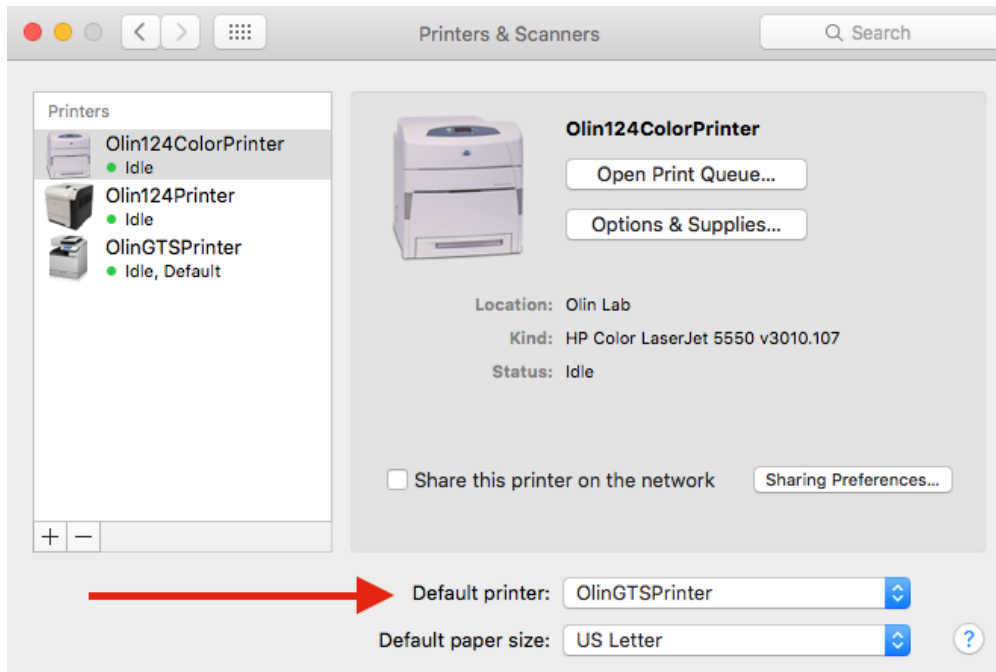 Printers & Scanners
Search
Printers
Olin124ColorPrinter
Idle
Olin124Printer
Idle
OlinGTSPrinter
Idle, Default
Olin124ColorPrinter
Open Print Queue...
Options & Supplies...
Location: Olin Lab
Kind: HP Color LaserJet 5550 v3010.107
Status: Idle
Share this printer on the network
Sharing Preferences...
+ −
Default printer: OlinGTSPrinter
Default paper size: US Letter
?